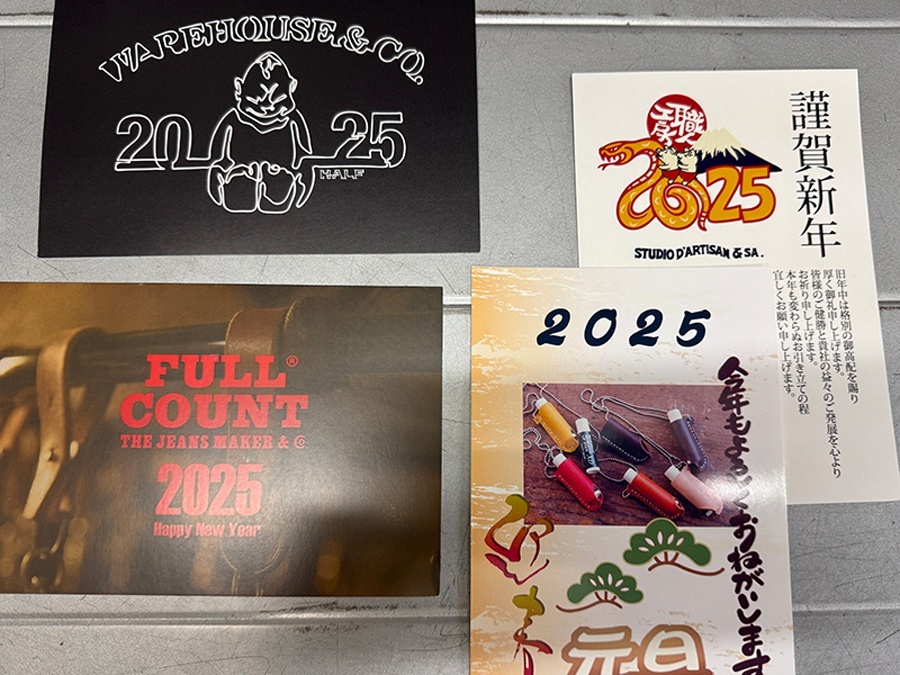 WAREHOUSE & CO.
2025
HALF
職
2025
STUDIO D'ARTISAN & SA.
謹賀新年
旧年中は格別の御高配を賜り
厚く御礼申し上げます。
皆様のご健勝と貴社の益々のご発展を心より
お祈り申し上げます。
本年も変わらぬお引き立ての程
宜しくお願い申し上げます。
FULL®
COUNT
THE JEANS MAKER & Co
2025
Happy New Year
2025
今年もよろしくおねがいします
元旦